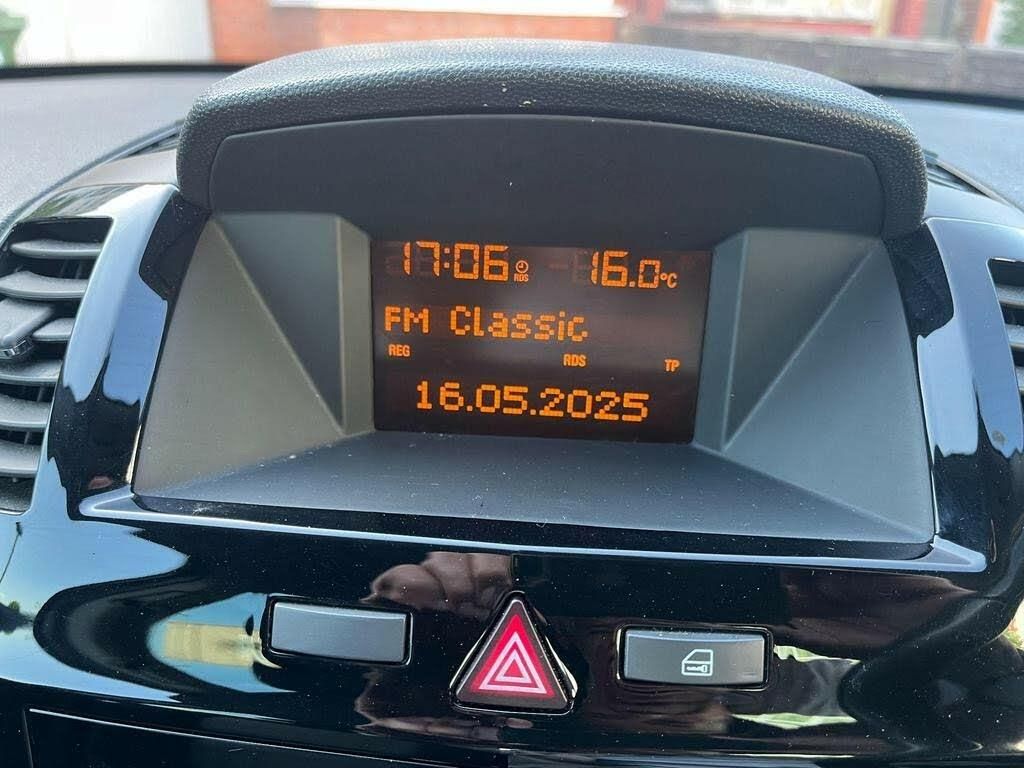 17:06 RDS 16.0°C
FM Classic
REG RDS TP
16.05.2025